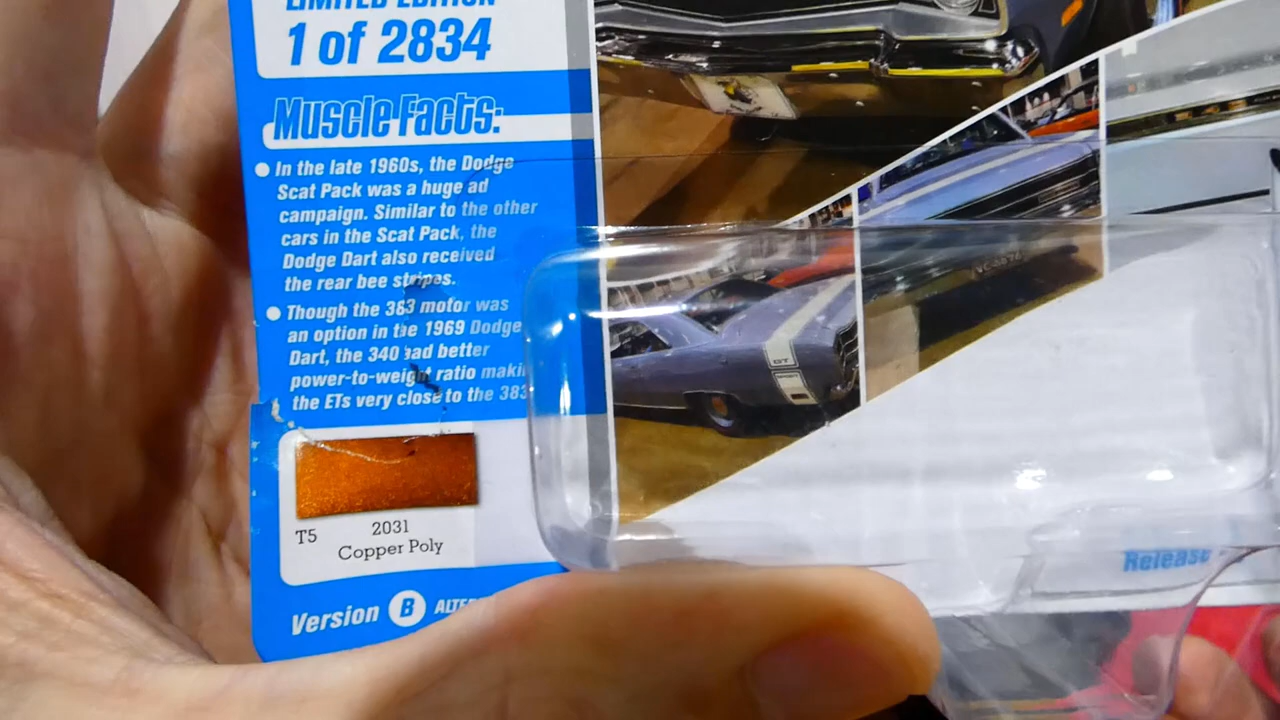 LIMITED EDITION
1 of 2834
Muscle Facts:
In the late 1960s, the Dodge
Scat Pack was a huge ad
campaign. Similar to the other
cars in the Scat Pack, the
Dodge Dart also received
the rear bee stripes.
Though the 383 motor was
an option in the 1969 Dodge
Dart, the 340 had better
power-to-weight ratio makin
the ETs very close to the 383
GT
T5
2031
Copper Poly
Release
Version B